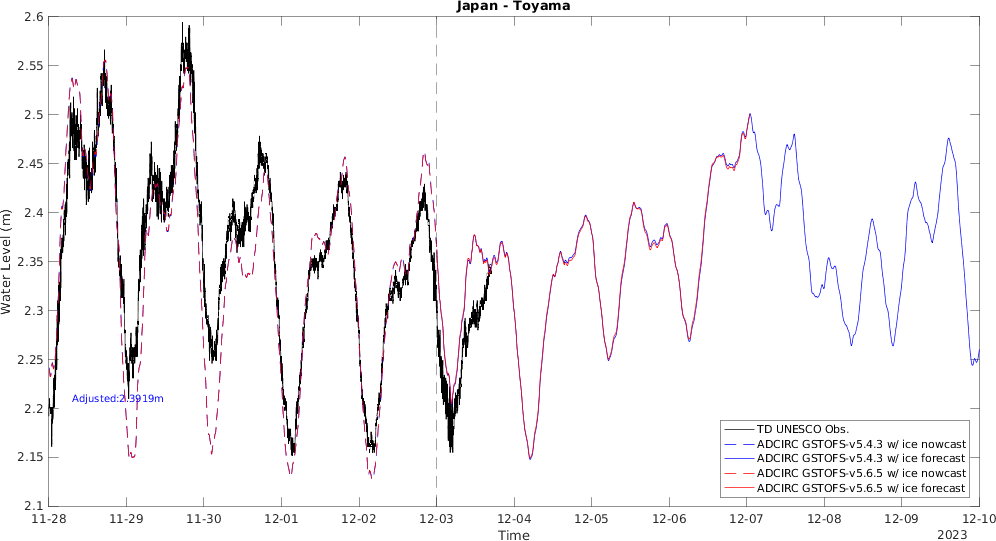 Japan - Toyama
2.6
2.55
2.5
2.45
2.4
2.35
2.3
2.25
2.2
2.15
2.1
Water Level (m)
Adjusted:2.3919m
TD UNESCO Obs.
ADCIRC GSTOFS-v5.4.3 w/ ice nowcast
ADCIRC GSTOFS-v5.4.3 w/ ice forecast
ADCIRC GSTOFS-v5.6.5 w/ ice nowcast
ADCIRC GSTOFS-v5.6.5 w/ ice forecast
11-28 11-29 11-30 12-01 12-02 12-03 12-04 12-05 12-06 12-07 12-08 12-09 12-10
Time
2023